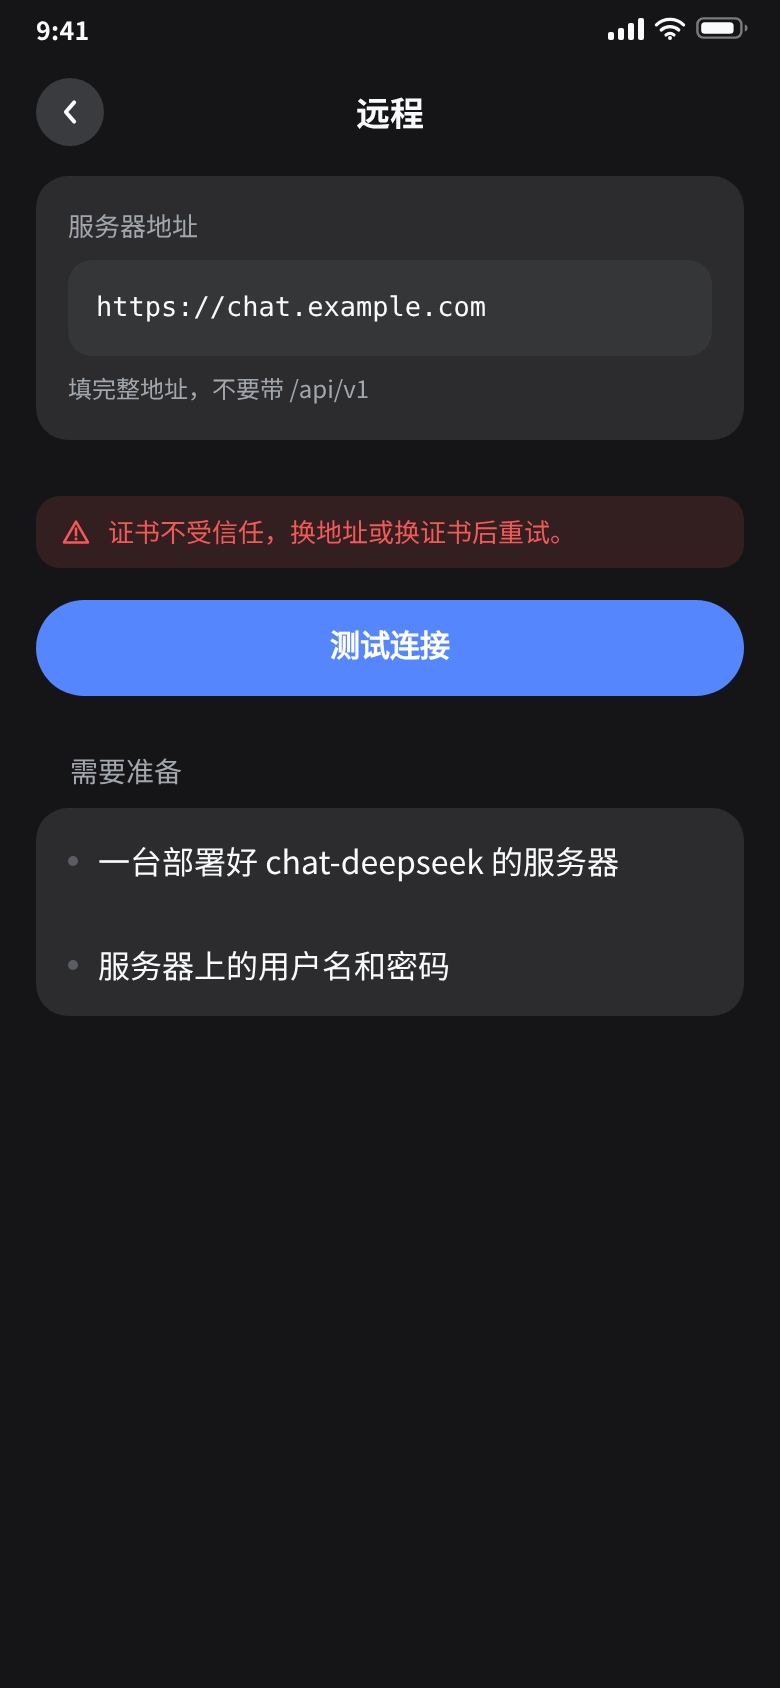 9:41
远程
服务器地址
https://chat.example.com
填完整地址，不要带 /api/v1
证书不受信任，换地址或换证书后重试。
测试连接
需要准备
一台部署好 chat-deepseek 的服务器
服务器上的用户名和密码